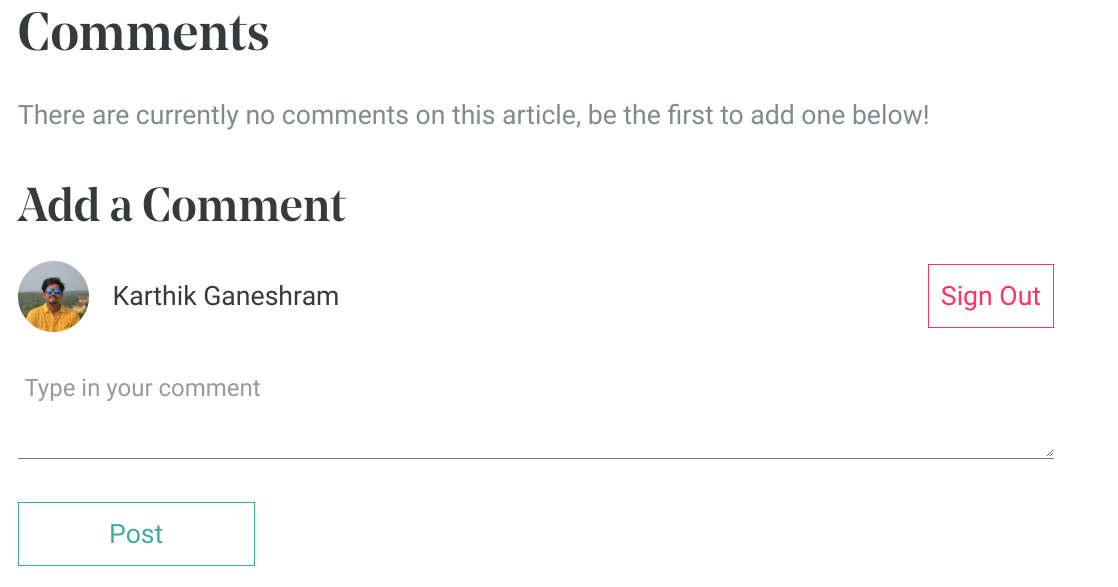 Comments
There are currently no comments on this article, be the first to add one below!
Add a Comment
Karthik Ganeshram
Sign Out
Type in your comment
Post